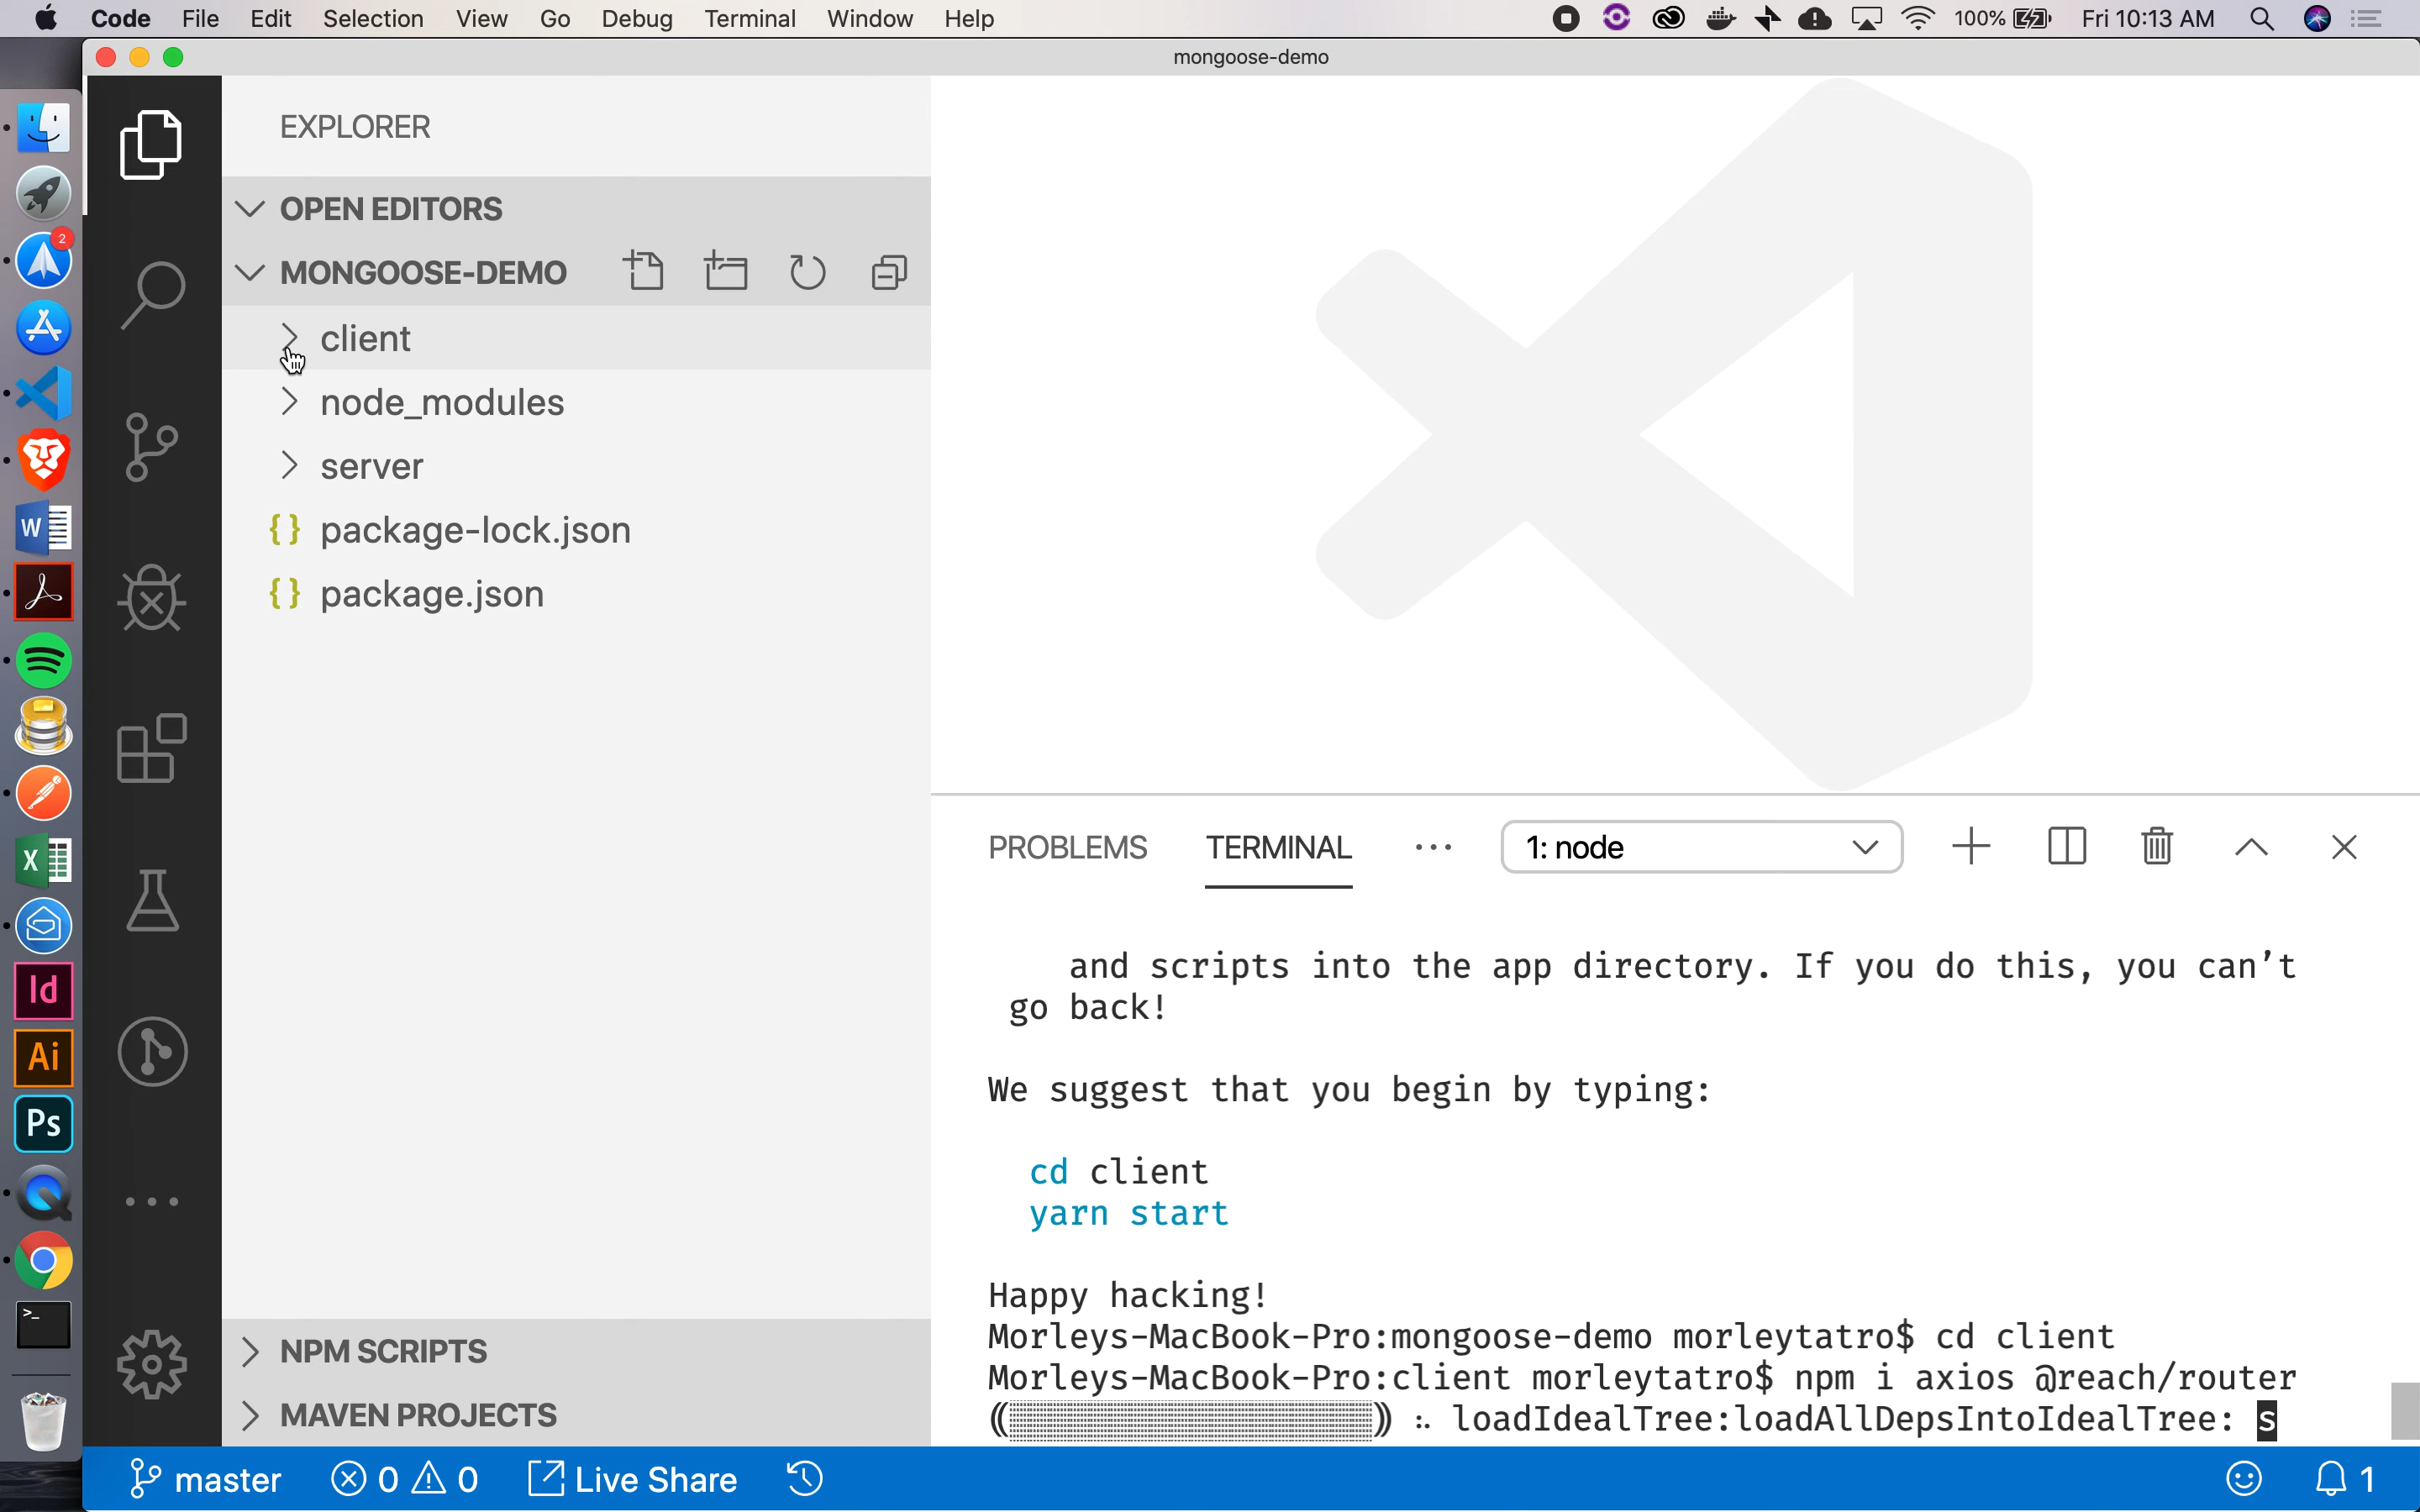 Code File Edit Selection View Go Debug Terminal Window Help 100% Fri 10:13 AM
mongoose-demo
EXPLORER
OPEN EDITORS
MONGOOSE-DEMO
client
node_modules
server
{} package-lock.json
{} package.json
NPM SCRIPTS
MAVEN PROJECTS
2
W
X
Id
Ai
Ps
>_
PROBLEMS TERMINAL ··· 1: node
and scripts into the app directory. If you do this, you can’t
go back!
We suggest that you begin by typing:
cd client
yarn start
Happy hacking!
Morleys-MacBook-Pro:mongoose-demo morleytatro$ cd client
Morleys-MacBook-Pro:client morleytatro$ npm i axios @reach/router
loadIdealTree:loadAllDepsIntoIdealTree: s
master 0 0 Live Share 1